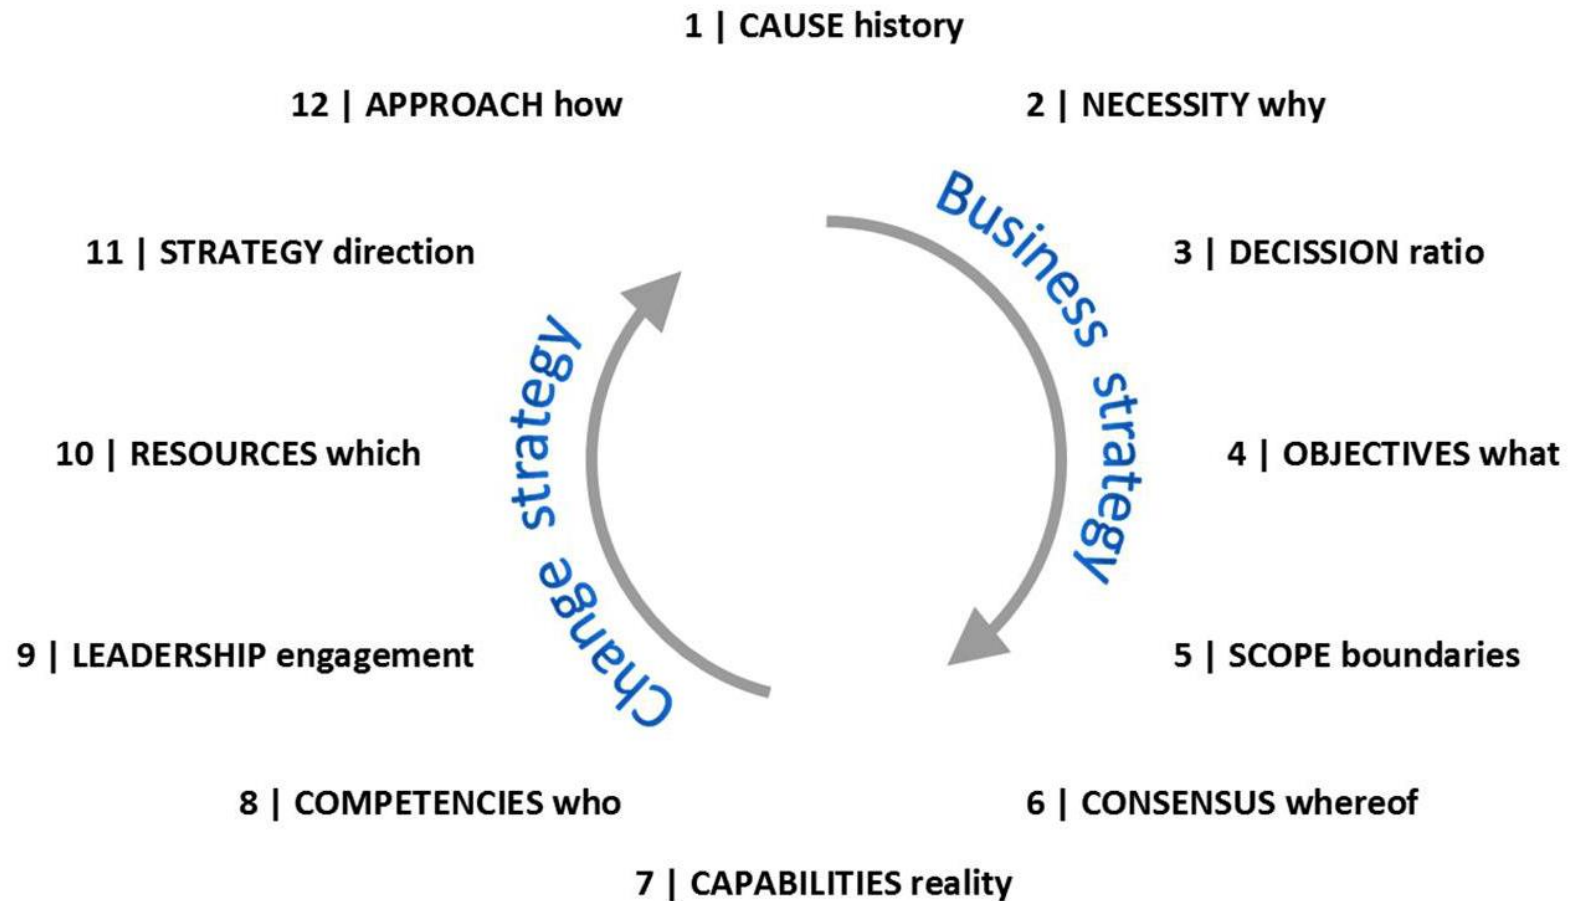 1 | CAUSE history
2 | NECESSITY why
3 | DECISSION ratio
4 | OBJECTIVES what
5 | SCOPE boundaries
6 | CONSENSUS whereof
7 | CAPABILITIES reality
8 | COMPETENCIES who
9 | LEADERSHIP engagement
10 | RESOURCES which
11 | STRATEGY direction
12 | APPROACH how
Business strategy
Change strategy